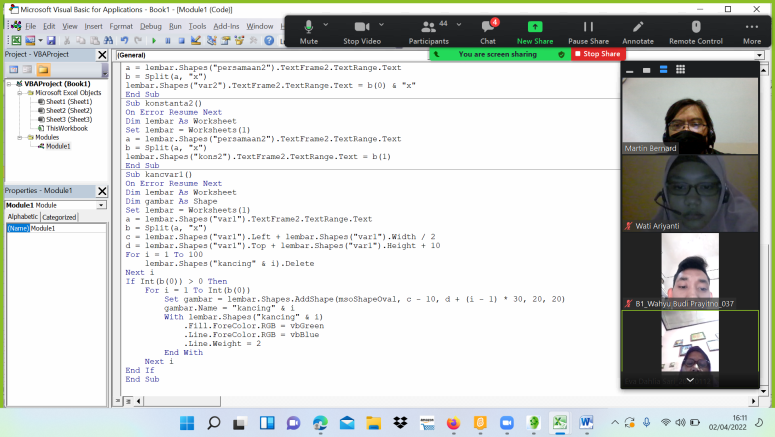 Microsoft Visual Basic for Applications - Book1 - [Module1 (Code)]
File Edit View Insert Format Debug Run Tools Add-Ins Window
Mute
Stop Video
44
Participants
4
Chat
New Share
Pause Share
Annotate
Remote Control
More
You are screen sharing
Stop Share
Project - VBAProject
(General)
VBAProject (Book1)
Microsoft Excel Objects
Sheet1 (Sheet1)
Sheet2 (Sheet2)
Sheet3 (Sheet3)
ThisWorkbook
Modules
Module1
Properties - Module1
Module1 Module
Alphabetic Categorized
(Name) Module1
a = lembar.Shapes("persamaan2").TextFrame2.TextRange.Text
b = Split(a, "x")
lembar.Shapes("var2").TextFrame2.TextRange.Text = b(0) & "x"
End Sub
Sub konstanta2()
On Error Resume Next
Dim lembar As Worksheet
Set lembar = Worksheets(1)
a = lembar.Shapes("persamaan2").TextFrame2.TextRange.Text
b = Split(a, "x")
lembar.Shapes("kons2").TextFrame2.TextRange.Text = b(1)
End Sub
Sub kancvar1()
On Error Resume Next
Dim lembar As Worksheet
Dim gambar As Shape
Set lembar = Worksheets(1)
a = lembar.Shapes("var1").TextFrame2.TextRange.Text
b = Split(a, "x")
c = lembar.Shapes("var1").Left + lembar.Shapes("var1").Width / 2
d = lembar.Shapes("var1").Top + lembar.Shapes("var1").Height + 10
For i = 1 To 100
lembar.Shapes("kancing" & i).Delete
Next i
If Int(b(0)) > 0 Then
For i = 1 To Int(b(0))
Set gambar = lembar.Shapes.AddShape(msoShapeOval, c - 10, d + (i - 1) * 30, 20, 20)
gambar.Name = "kancing" & i
With lembar.Shapes("kancing" & i)
.Fill.ForeColor.RGB = vbGreen
.Line.ForeColor.RGB = vbBlue
.Line.Weight = 2
End With
Next i
End If
End Sub
Martin Bernard
Wati Ariyanti
B1_Wahyu Budi Prayitno_037
16:11
02/04/2022